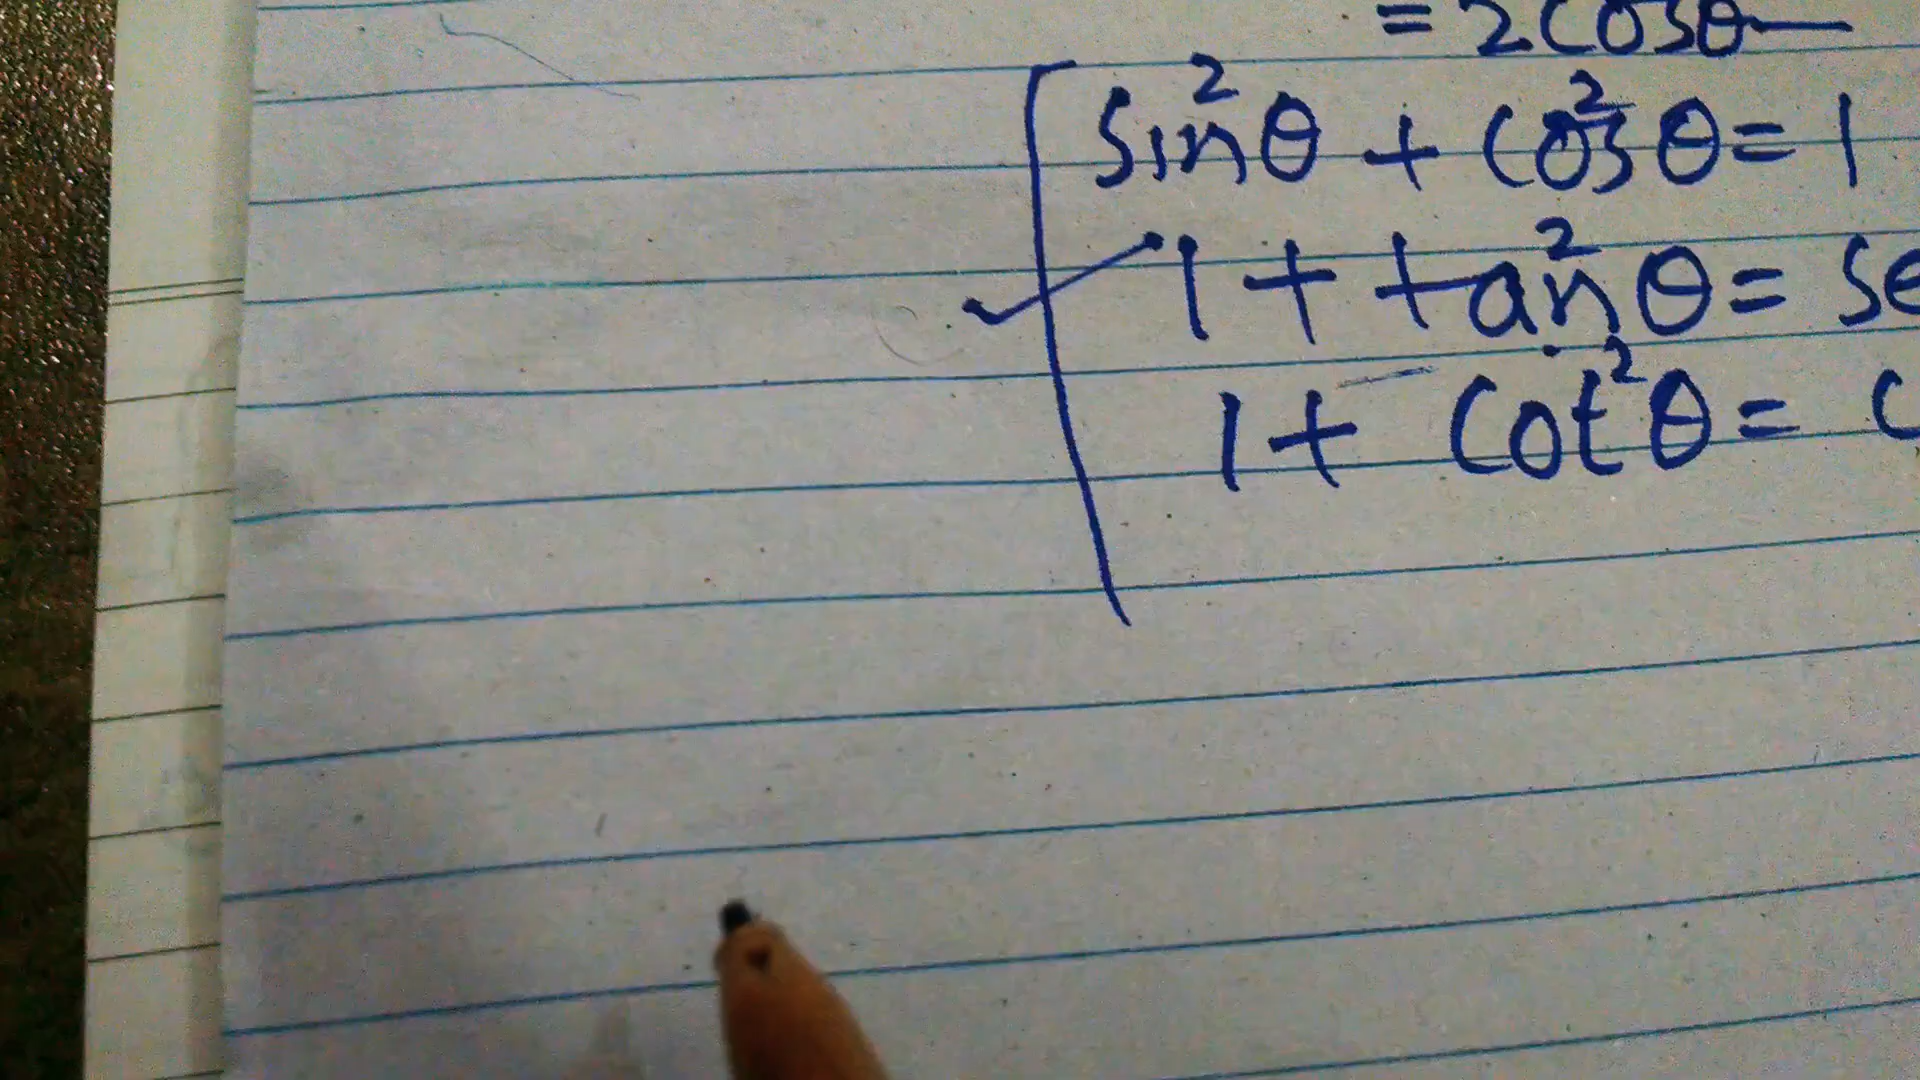 = 2cosθ
sin²θ + cos²θ = 1
1 + tan²θ = se
1 + cot²θ = c